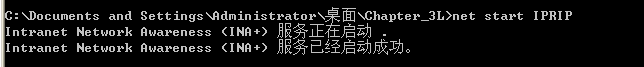 C:\Documents and Settings\Administrator\桌面\Chapter_3L>net start IPRIP
Intranet Network Awareness (INA+) 服务正在启动 .
Intranet Network Awareness (INA+) 服务已经启动成功。